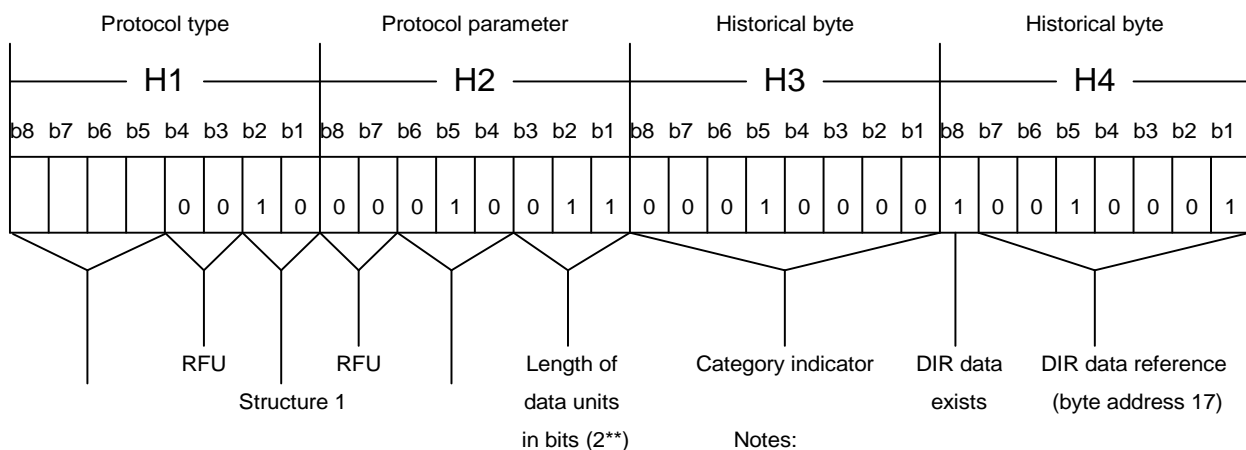 Protocol type Protocol parameter Historical byte Historical byte
H1 H2 H3 H4
b8 b7 b6 b5 b4 b3 b2 b1 b8 b7 b6 b5 b4 b3 b2 b1 b8 b7 b6 b5 b4 b3 b2 b1 b8 b7 b6 b5 b4 b3 b2 b1
0 0 1 0 0 0 0 1 0 0 1 1 0 0 0 1 0 0 0 0 1 0 0 1 0 0 0 1
RFU RFU Length of Category indicator DIR data DIR data reference
Structure 1 data units exists (byte address 17)
in bits (2**) Notes: